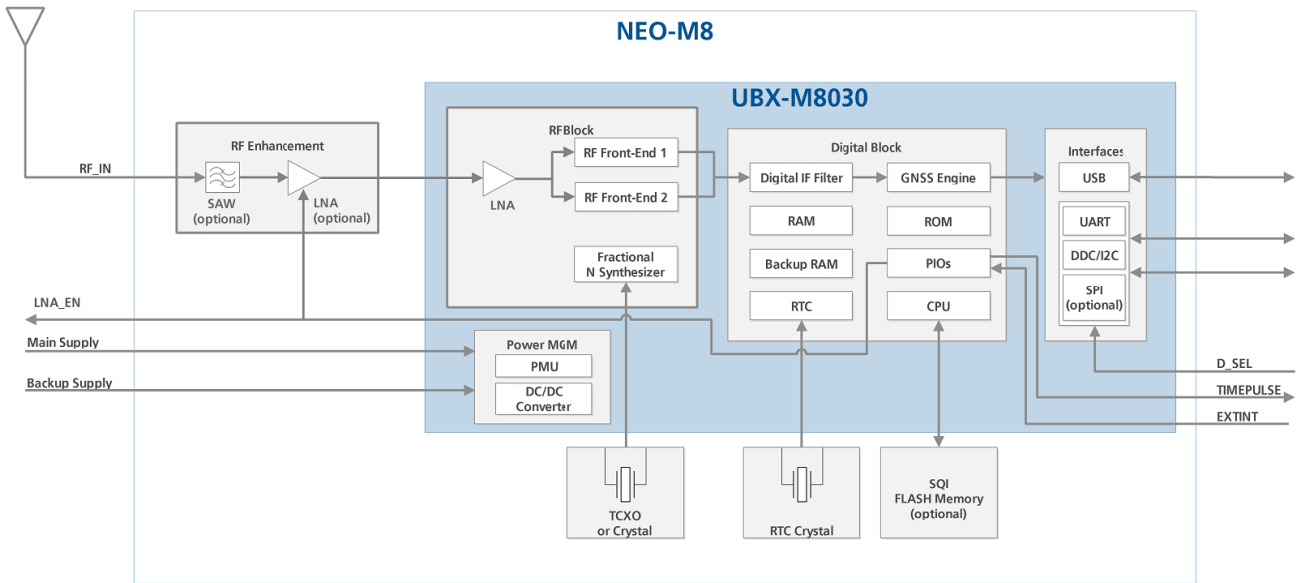 NEO-M8
UBX-M8030
RF_IN
RF Enhancement
SAW
(optional)
LNA
(optional)
RFBlock
LNA
RF Front-End 1
RF Front-End 2
Fractional
N Synthesizer
Digital Block
Digital IF Filter
GNSS Engine
RAM
ROM
Backup RAM
PIOs
RTC
CPU
Interfaces
USB
UART
DDC/I2C
SPI
(optional)
LNA_EN
Main Supply
Backup Supply
Power MGM
PMU
DC/DC
Converter
D_SEL
TIMEPULSE
EXTINT
TCXO
or Crystal
RTC Crystal
SQI
FLASH Memory
(optional)